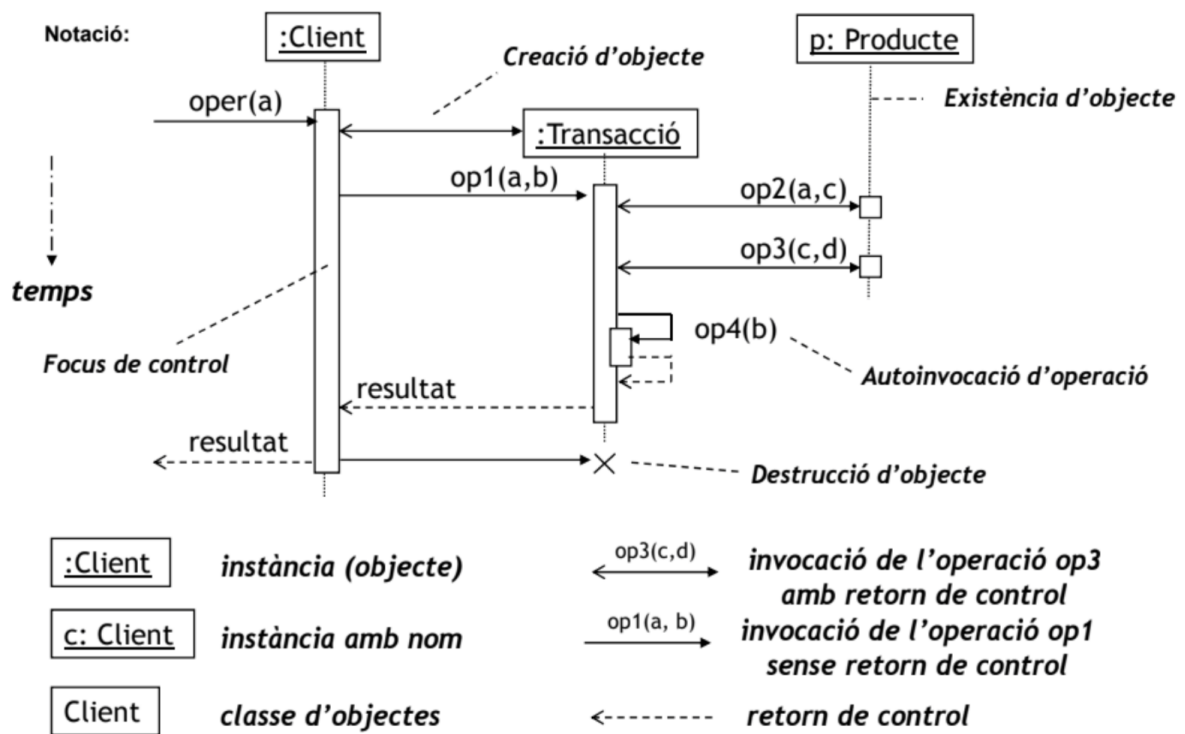 Notació:
:Client
p: Producte
Creació d'objecte
oper(a)
Existència d'objecte
:Transacció
op1(a,b)
op2(a,c)
op3(c,d)
temps
op4(b)
Focus de control
Autoinvocació d'operació
resultat
resultat
Destrucció d'objecte
:Client
instància (objecte)
op3(c,d)
invocació de l'operació op3
amb retorn de control
c: Client
instància amb nom
op1(a, b)
invocació de l'operació op1
sense retorn de control
Client
classe d'objectes
retorn de control